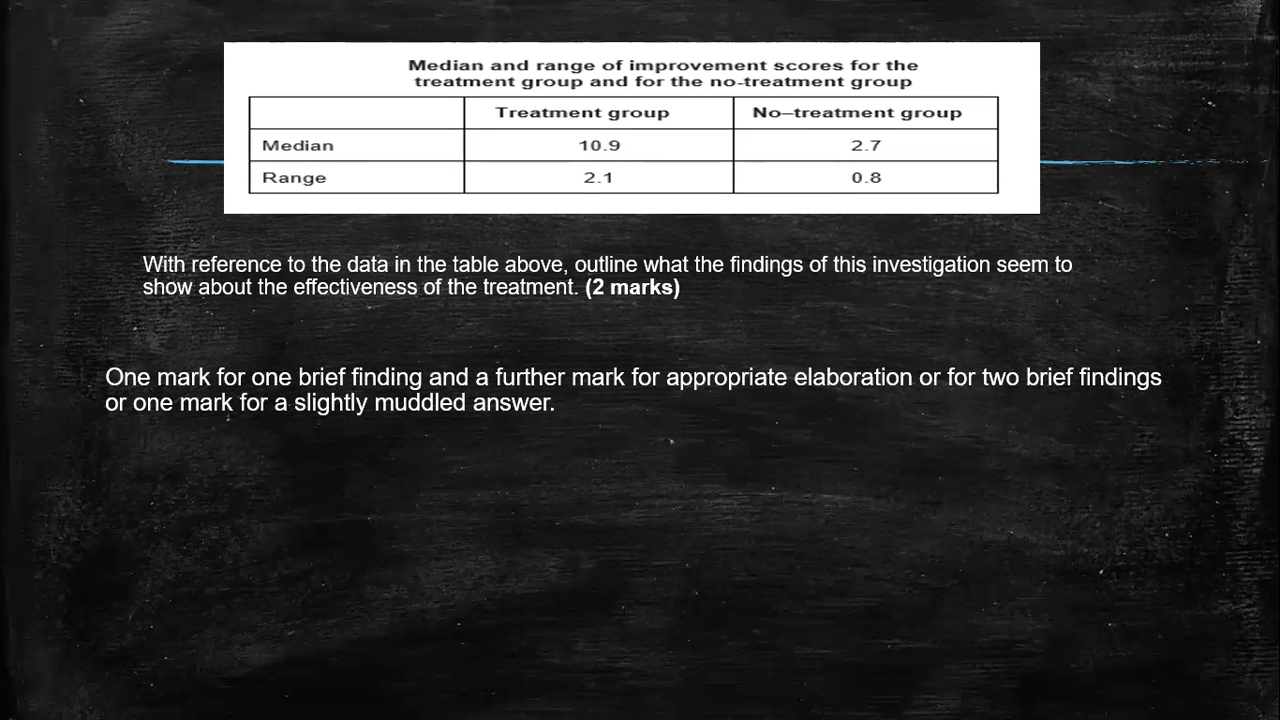 Median and range of improvement scores for the
treatment group and for the no-treatment group
Treatment group No–treatment group
Median 10.9 2.7
Range 2.1 0.8
With reference to the data in the table above, outline what the findings of this investigation seem to
show about the effectiveness of the treatment. (2 marks)
One mark for one brief finding and a further mark for appropriate elaboration or for two brief findings
or one mark for a slightly muddled answer.